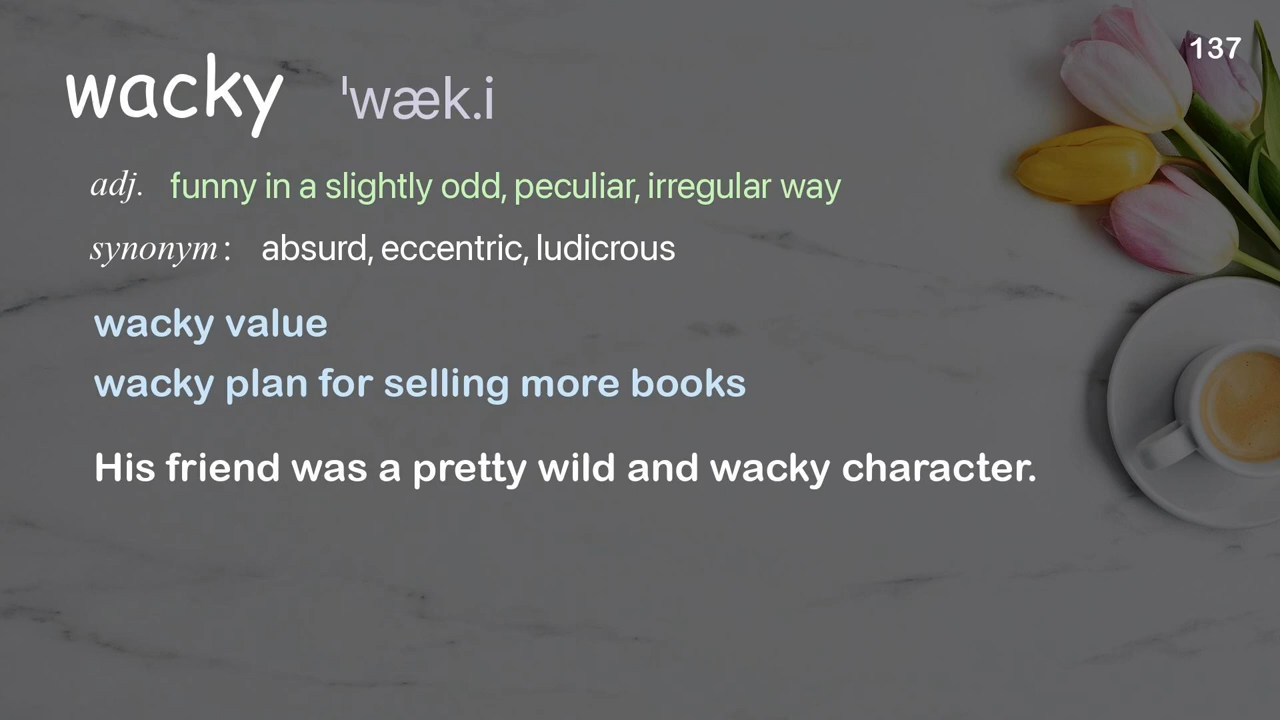 137
wacky ˈwæk.i
adj. funny in a slightly odd, peculiar, irregular way
synonym : absurd, eccentric, ludicrous
wacky value
wacky plan for selling more books
His friend was a pretty wild and wacky character.